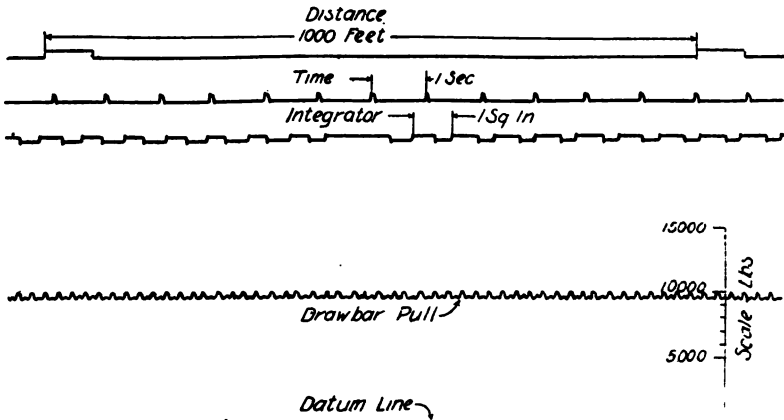 Distance
1000 Feet
Time
1 Sec
Integrator
1 Sq In
15000
10000
Drawbar Pull
5000
Scale - Lbs
Datum Line